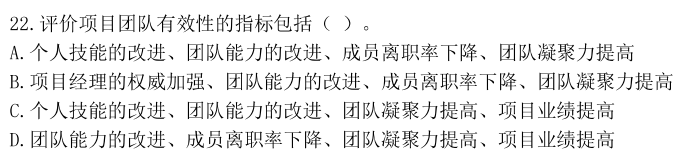 22.评价项目团队有效性的指标包括（ ）。
A.个人技能的改进、团队能力的改进、成员离职率下降、团队凝聚力提高
B.项目经理的权威加强、团队能力的改进、成员离职率下降、团队凝聚力提高
C.个人技能的改进、团队能力的改进、团队凝聚力提高、项目业绩提高
D.团队能力的改进、成员离职率下降、团队凝聚力提高、项目业绩提高